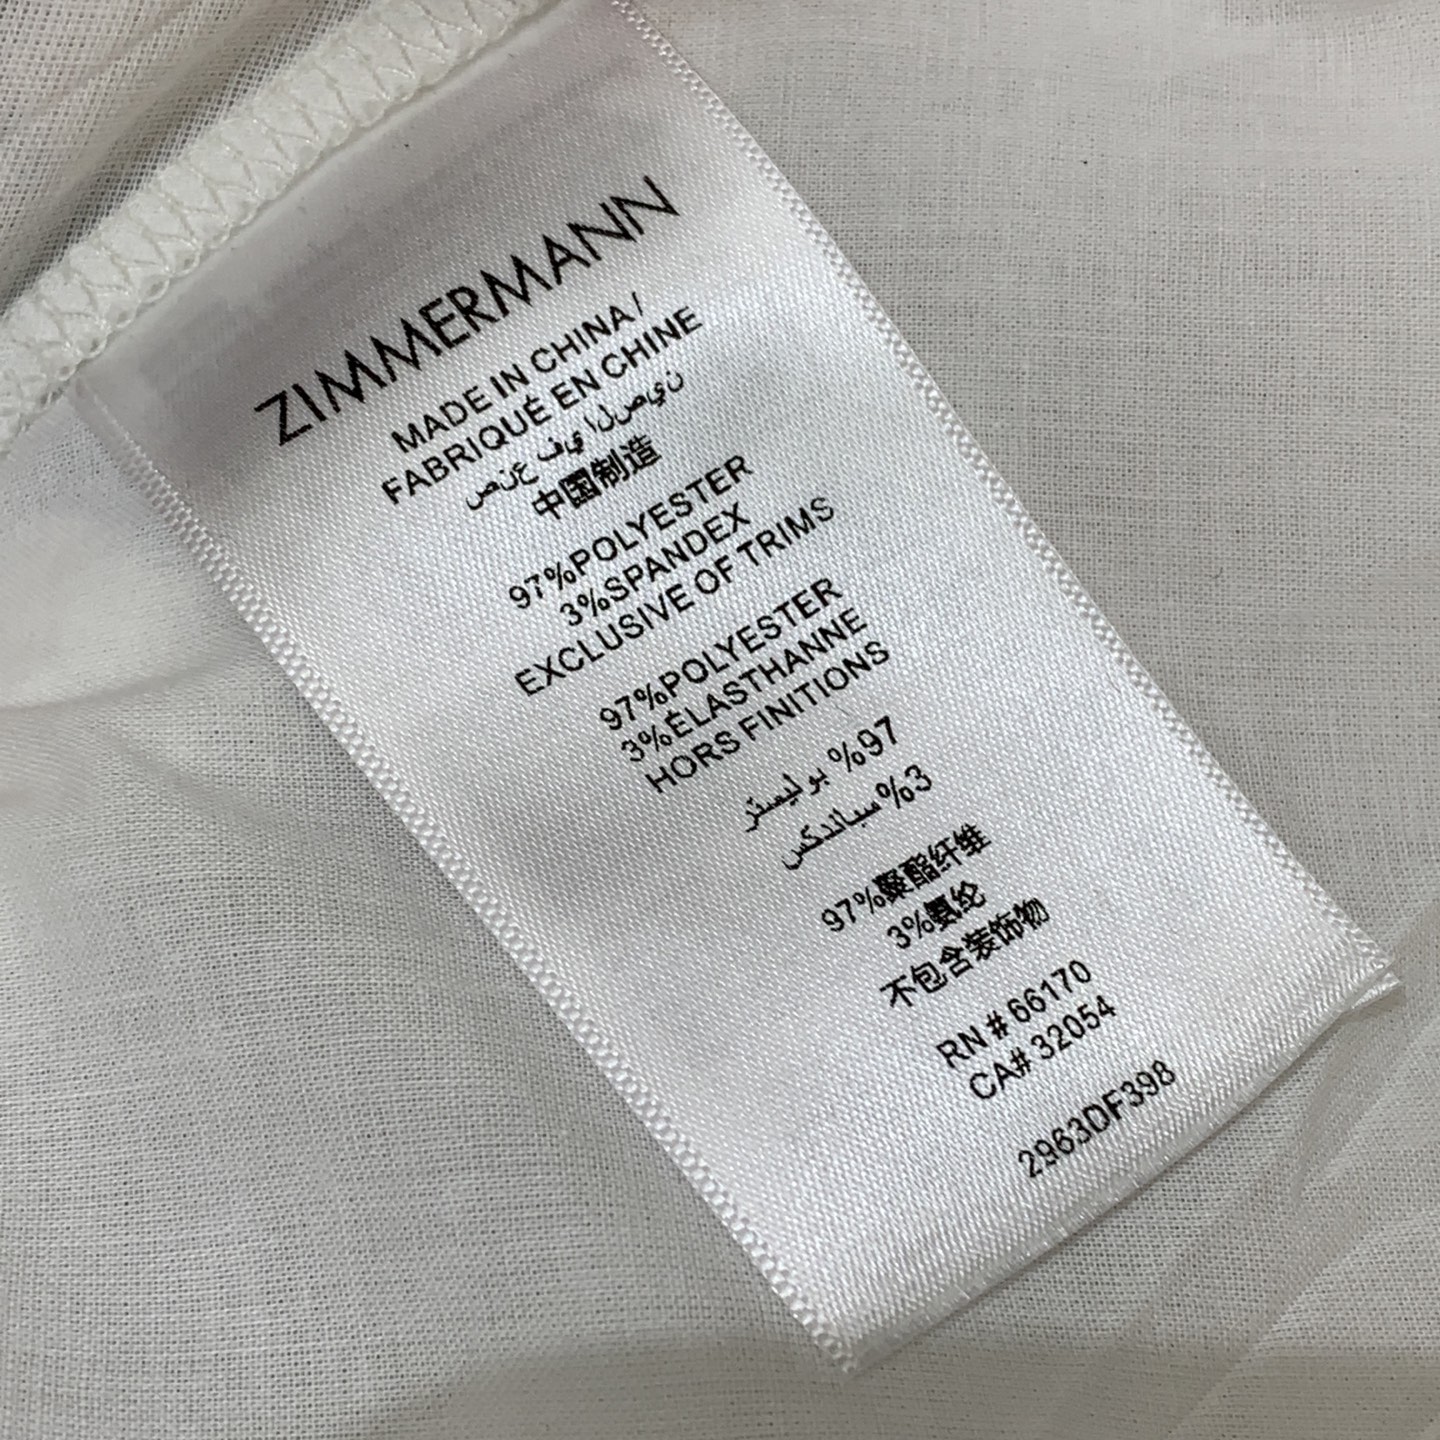 ZIMMERMANN
MADE IN CHINA /
FABRIQUÉ EN CHINE
صنع في الصين
中国制造
97%POLYESTER
3%SPANDEX
EXCLUSIVE OF TRIMS
97%POLYESTER
3%ÉLASTHANNE
HORS FINITIONS
97% بوليستر
3%سباندكس
97%聚酯纤维
3%氨纶
不包含装饰物
RN # 66170
CA# 32054
2963DF398